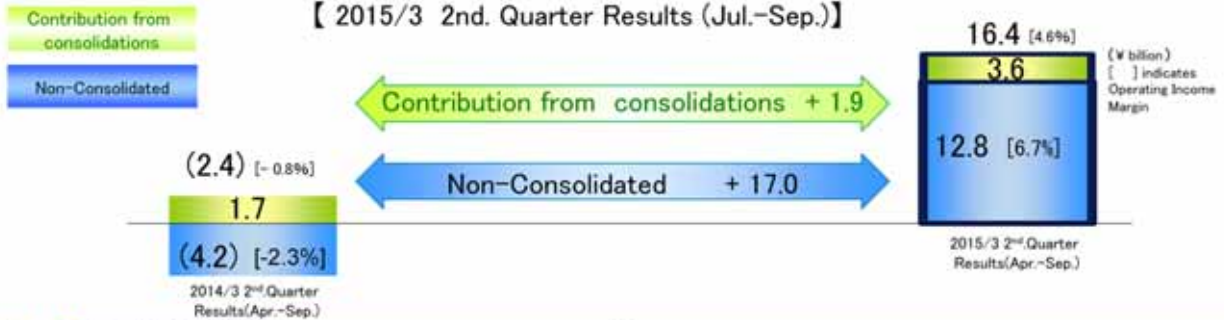 【 2015/3 2nd. Quarter Results (Jul.-Sep.)】
Contribution from
consolidations
Non-Consolidated
16.4 [4.6%]
(¥ billion)
[ ] indicates
Operating Income
Margin
3.6
Contribution from consolidations + 1.9
12.8 [6.7%]
(2.4) [- 0.8%]
Non-Consolidated + 17.0
1.7
(4.2) [-2.3%]
2014/3 2nd.Quarter
Results(Apr.-Sep.)
2015/3 2nd.Quarter
Results(Apr.-Sep.)